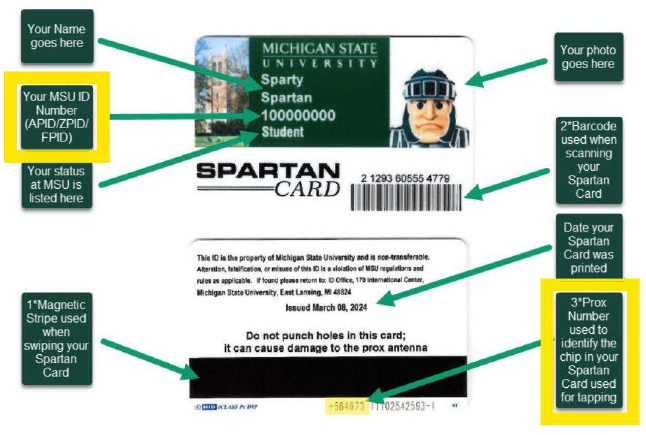 Your Name
goes here
MICHIGAN STATE
UNIVERSITY
Sparty
Spartan
100000000
Student
Your photo
goes here
Your MSU ID
Number
(APID/ZPID/
FPID)
Your status
at MSU is
listed here
SPARTAN
CARD
2 1293 60555 4779
2*Barcode
used when
scanning
your
Spartan
Card
This ID is the property of Michigan State University and is non-transferable.
Alteration, falsification, or misuse of this ID is a violation of MSU regulations and
rules as applicable. If found please return to: ID Office, 170 International Center,
Michigan State University, East Lansing, MI 48824
Issued March 08, 2024
Do not punch holes in this card;
it can cause damage to the prox antenna
Date your
Spartan
Card was
printed
1*Magnetic
Stripe used
when
swiping your
Spartan
Card
3*Prox
Number
used to
identify the
chip in your
Spartan
Card used
for tapping
iCLASS Px D8P
+564673 11102542593-1